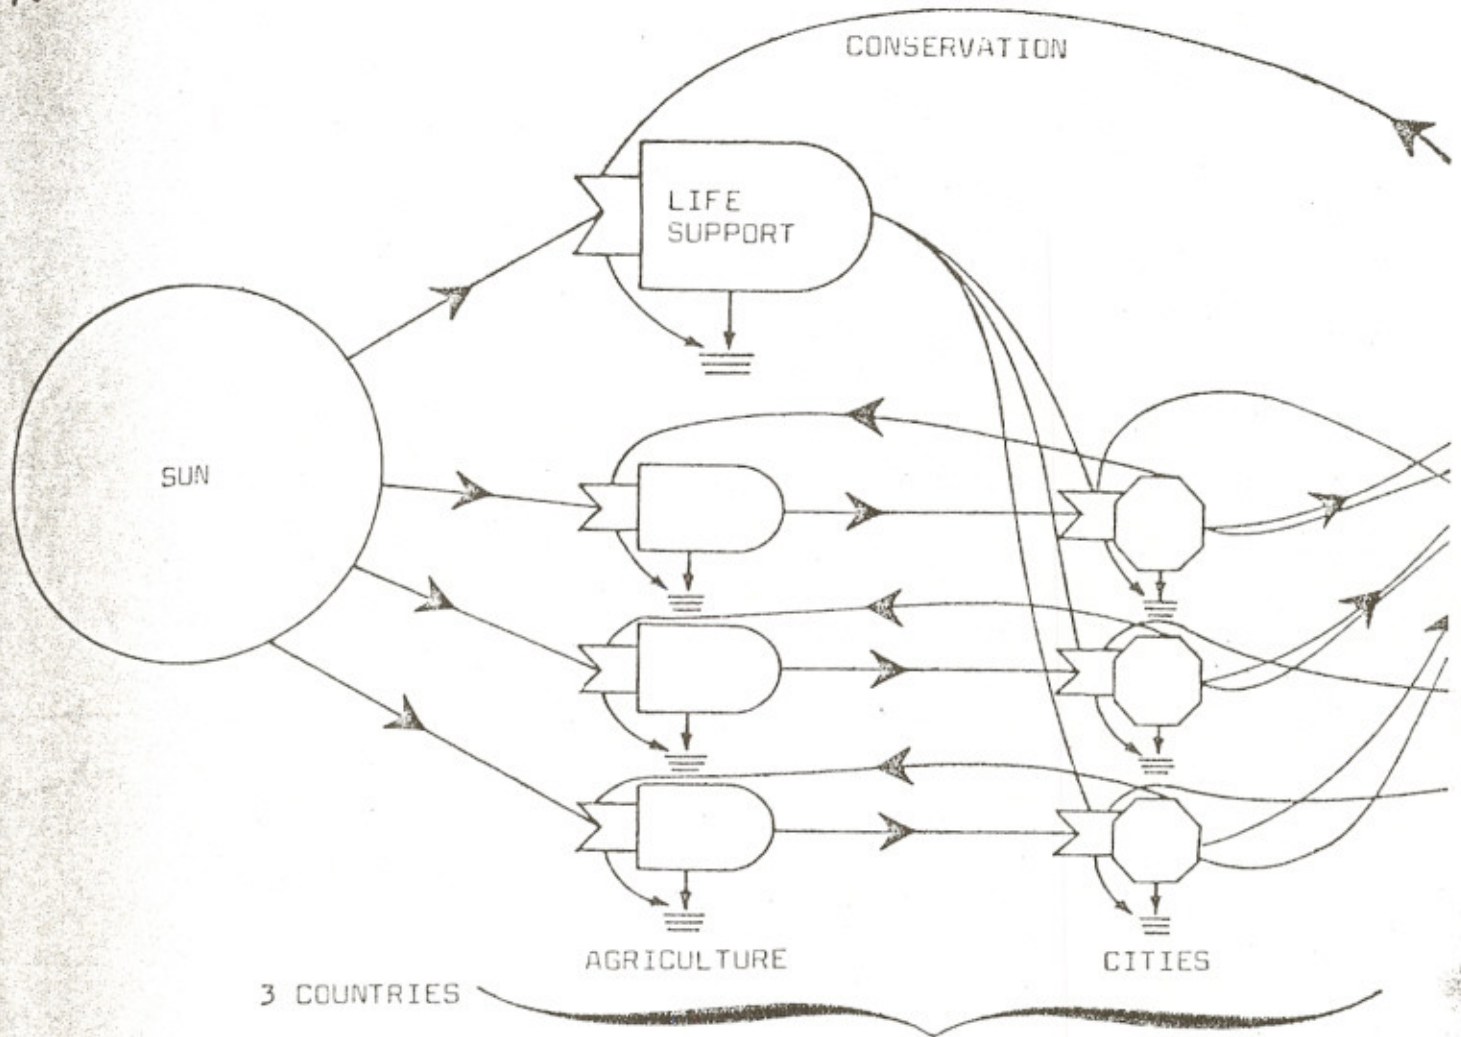 CONSERVATION
LIFE
SUPPORT
SUN
AGRICULTURE
CITIES
3 COUNTRIES